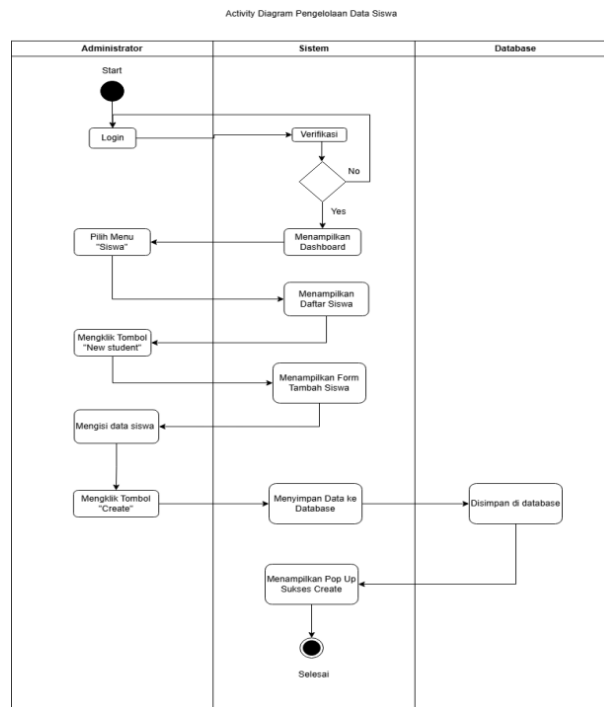 Activity Diagram Pengelolaan Data Siswa
Administrator
Sistem
Database
Start
Login
Verifikasi
No
Yes
Pilih Menu
"Siswa"
Menampilkan
Dashboard
Menampilkan
Daftar Siswa
Mengklik Tombol
"New student"
Menampilkan Form
Tambah Siswa
Mengisi data siswa
Mengklik Tombol
"Create"
Menyimpan Data ke
Database
Disimpan di database
Menampilkan Pop Up
Sukses Create
Selesai